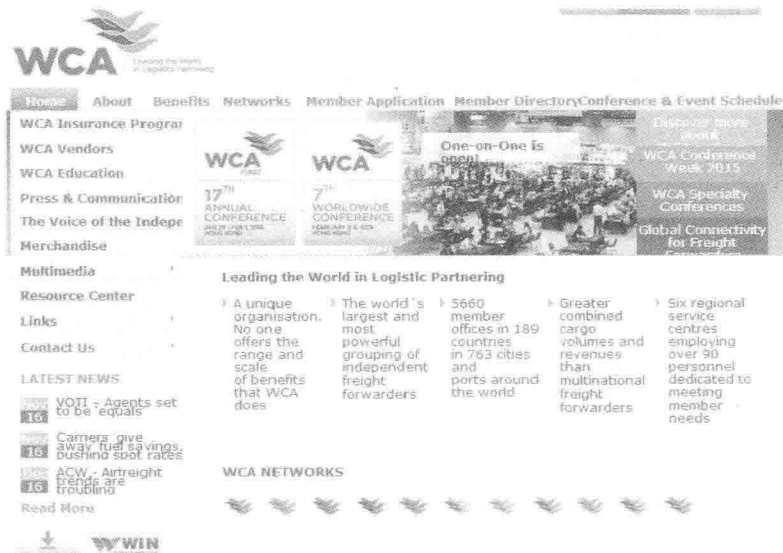 WCA
Leading the World
in Logistics Partnering
Home About Benefits Networks Member Application Member Directory Conference & Event Schedule
WCA Insurance Program
WCA Vendors
WCA Education
Press & Communication
The Voice of the Indepe
Merchandise
Multimedia
Resource Center
Links
Contact Us
WCA
FIRST
17TH
ANNUAL
CONFERENCE
HONG KONG
WCA
7TH
WORLDWIDE
CONFERENCE
HONG KONG
One-on-One is
open!
Discover more
about
WCA Conference
Week 2015
WCA Specialty
Conferences
Global Connectivity
for Freight
Forwarders
Leading the World in Logistic Partnering
A unique
organisation.
No one
offers the
range and
scale
of benefits
that WCA
does
The world's
largest and
most
powerful
grouping of
independent
freight
forwarders
5660
member
offices in 189
countries
in 763 cities
and
ports around
the world
Greater
combined
cargo
volumes and
revenues
than
multinational
freight
forwarders
Six regional
service
centres
employing
over 90
personnel
dedicated to
meeting
member
needs
LATEST NEWS
16
VOTI - Agents set
to be equals
16
Carriers give
away fuel savings,
pushing spot rates
16
ACW - Airfreight
trends are
troubling
Read More
WCA NETWORKS
WIN